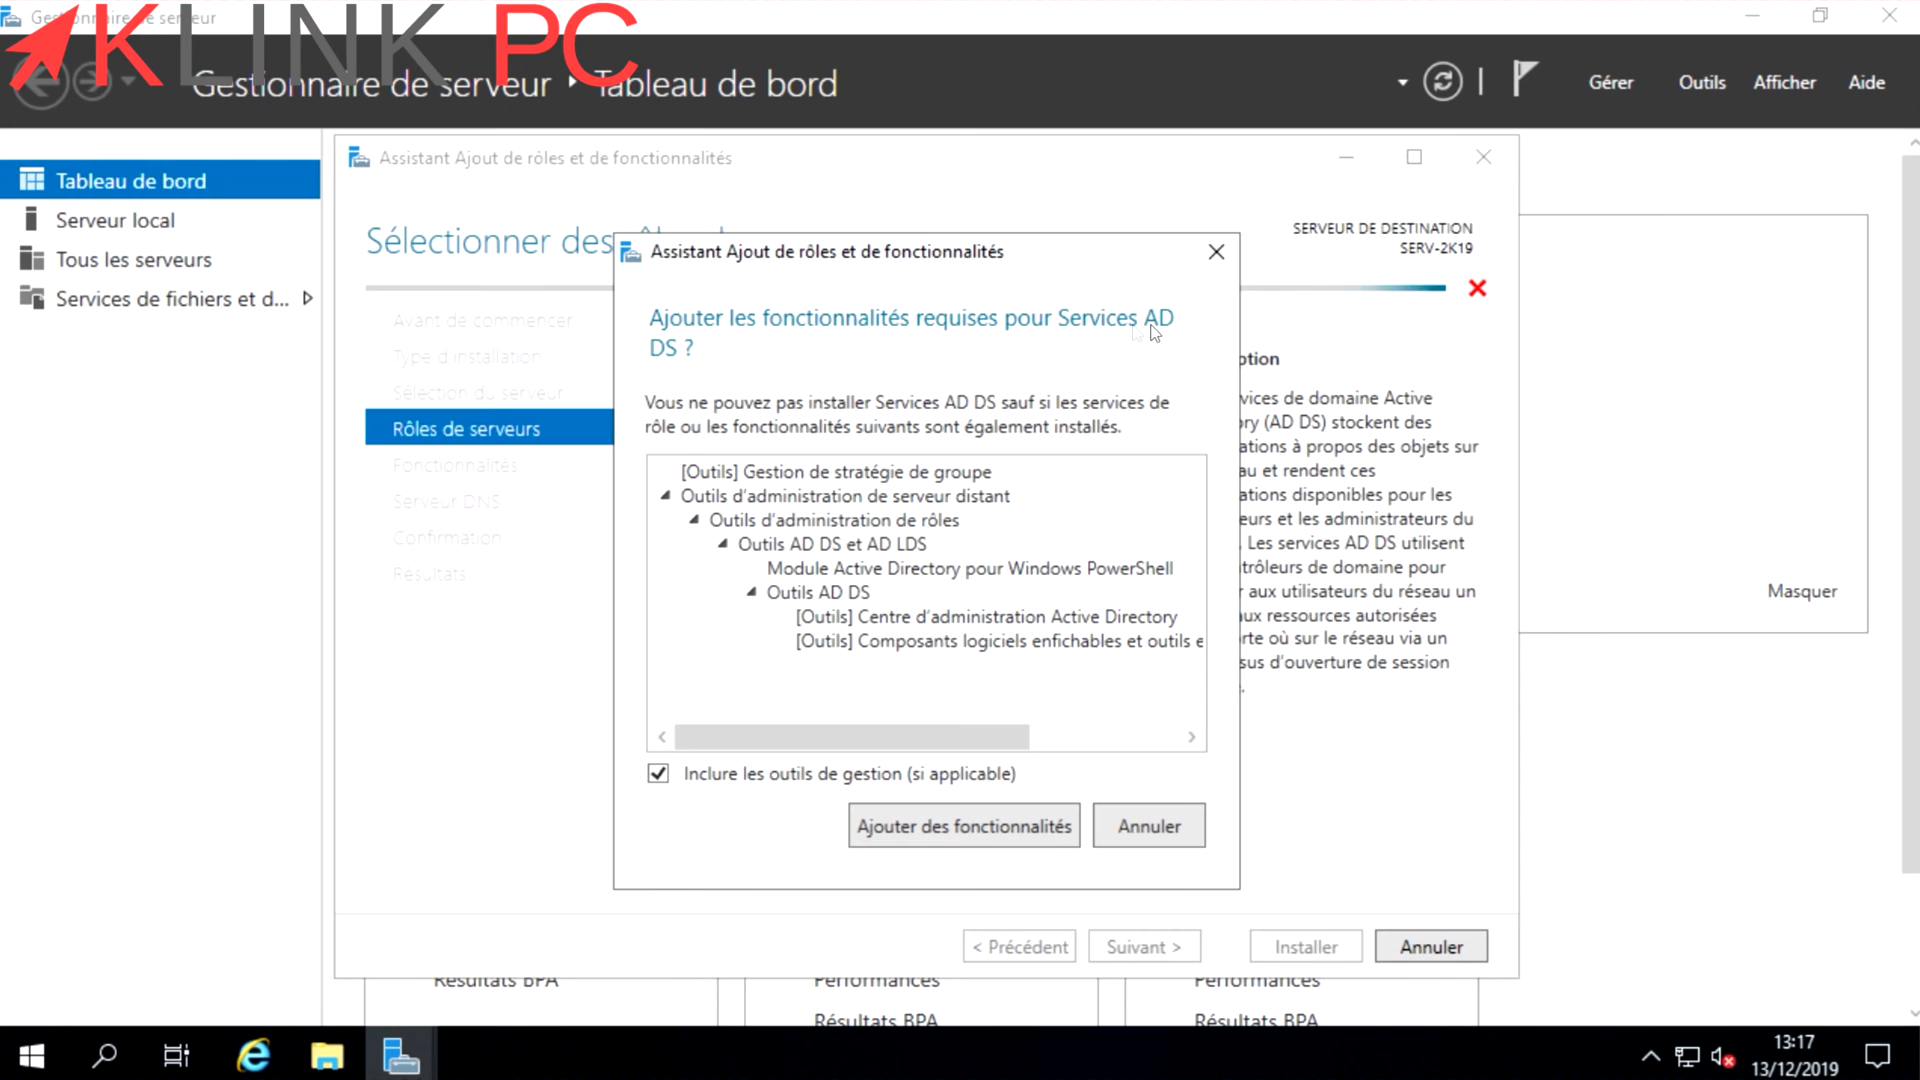 Gestionnaire de serveur
KLINK PC
Gestionnaire de serveur ‣ Tableau de bord
Gérer
Outils
Afficher
Aide
Tableau de bord
Serveur local
Tous les serveurs
Services de fichiers et d...
Assistant Ajout de rôles et de fonctionnalités
Sélectionner des
SERVEUR DE DESTINATION
SERV-2K19
Avant de commencer
Type d'installation
Sélection du serveur
Rôles de serveurs
Fonctionnalités
Serveur DNS
Confirmation
Résultats
Assistant Ajout de rôles et de fonctionnalités
Ajouter les fonctionnalités requises pour Services AD
DS ?
Vous ne pouvez pas installer Services AD DS sauf si les services de
rôle ou les fonctionnalités suivants sont également installés.
[Outils] Gestion de stratégie de groupe
Outils d'administration de serveur distant
Outils d'administration de rôles
Outils AD DS et AD LDS
Module Active Directory pour Windows PowerShell
Outils AD DS
[Outils] Centre d'administration Active Directory
[Outils] Composants logiciels enfichables et outils e
Inclure les outils de gestion (si applicable)
Ajouter des fonctionnalités
Annuler
ption
vices de domaine Active
ory (AD DS) stockent des
ations à propos des objets sur
au et rendent ces
ations disponibles pour les
eurs et les administrateurs du
. Les services AD DS utilisent
trôleurs de domaine pour
r aux utilisateurs du réseau un
aux ressources autorisées
rte où sur le réseau via un
sus d'ouverture de session
Masquer
< Précédent
Suivant >
Installer
Annuler
Résultats BPA
Performances
Performances
Résultats BPA
Résultats BPA
13:17
13/12/2019